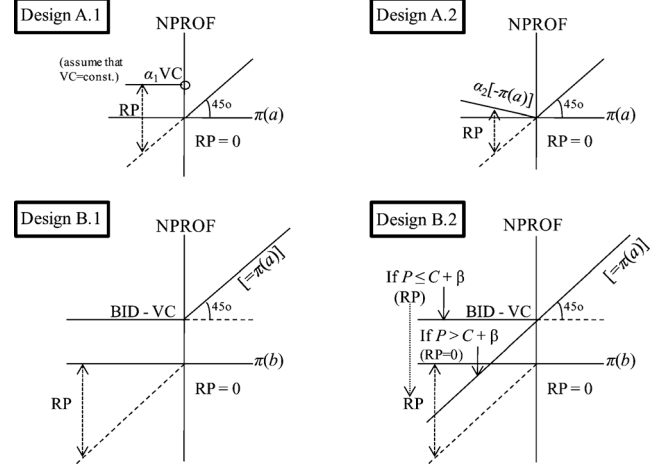 Design A.1
NPROF
(assume that
VC=const.)
α₁VC
RP
45o
π(a)
RP = 0
Design A.2
NPROF
α₂[-π(a)]
RP
45o
π(a)
RP = 0
Design B.1
NPROF
[=π(a)]
BID - VC
45o
π(b)
RP
RP = 0
Design B.2
NPROF
[=π(a)]
If P ≤ C + β
(RP)
BID - VC
45o
If P > C + β
(RP=0)
π(b)
RP
RP = 0